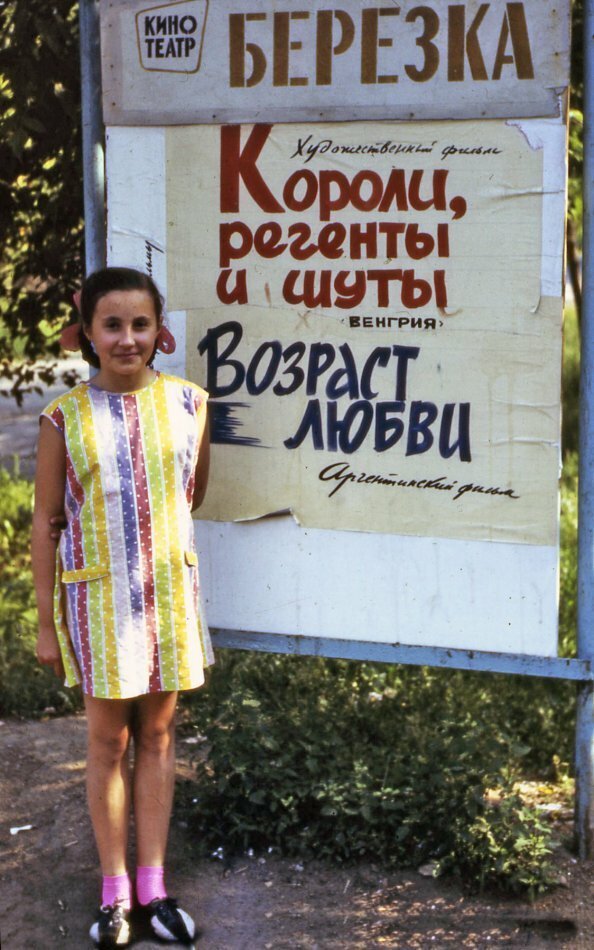 КИНО
ТЕАТР
БЕРЕЗКА
Художественный фильм
Короли,
регенты
и шуты
"ВЕНГРИЯ"
Возраст
любви
Аргентинский фильм